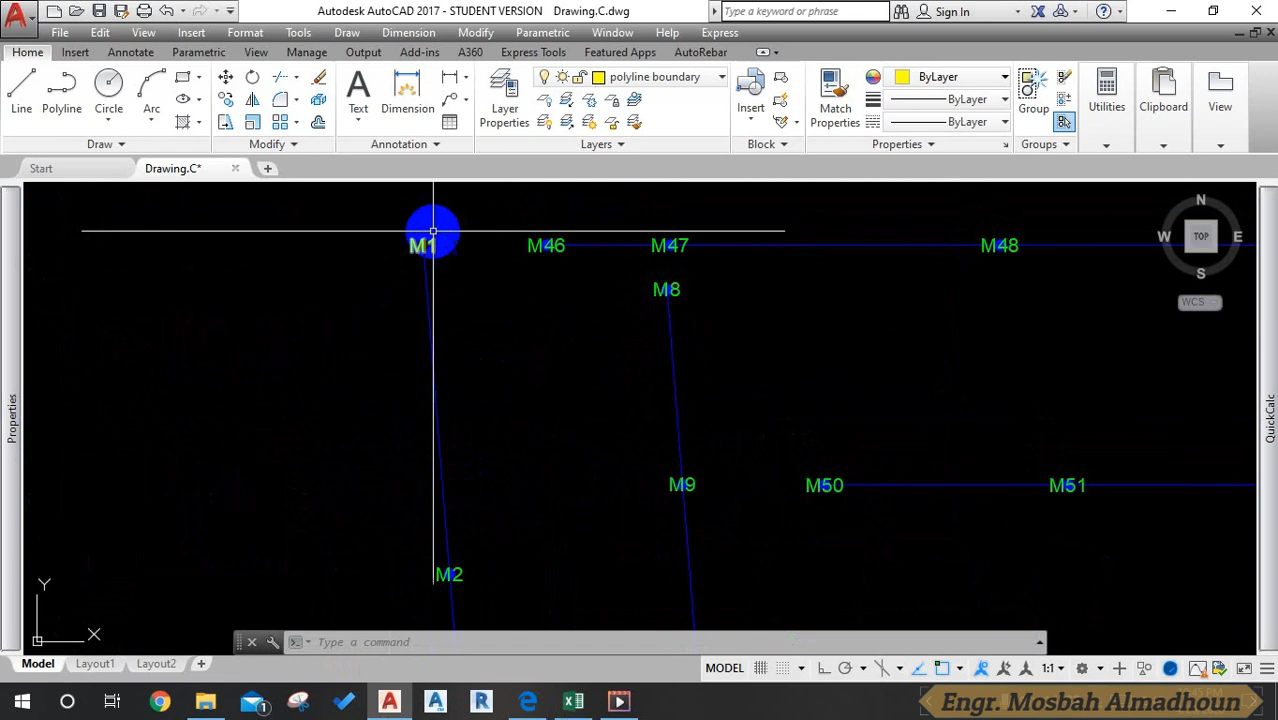 Autodesk AutoCAD 2017 - STUDENT VERSION Drawing.C.dwg
Type a keyword or phrase
Sign In
File Edit View Insert Format Tools Draw Dimension Modify Parametric Window Help Express
Home Insert Annotate Parametric View Manage Output Add-ins A360 Express Tools Featured Apps AutoRebar
polyline boundary
ByLayer
ByLayer
ByLayer
Line Polyline Circle Arc
Text Dimension
Layer Properties
Insert
Match Properties
Group Utilities Clipboard View
Draw Modify Annotation Layers Block Properties Groups
Start Drawing.C*
N
W TOP E
S
WCS
M1 M46 M47 M48
M8
M9 M50 M51
M2
Properties
QuickCalc
Y
X
Type a command
Model Layout1 Layout2
MODEL
1:1
1
Engr. Mosbah Almadhoun